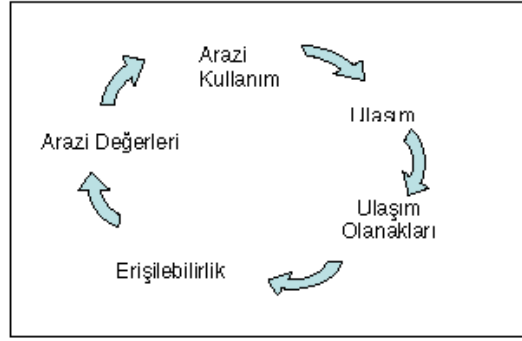 Arazi
Kullanım
Ulaşım
Ulaşım
Olanakları
Erişilebilirlik
Arazi Değerleri